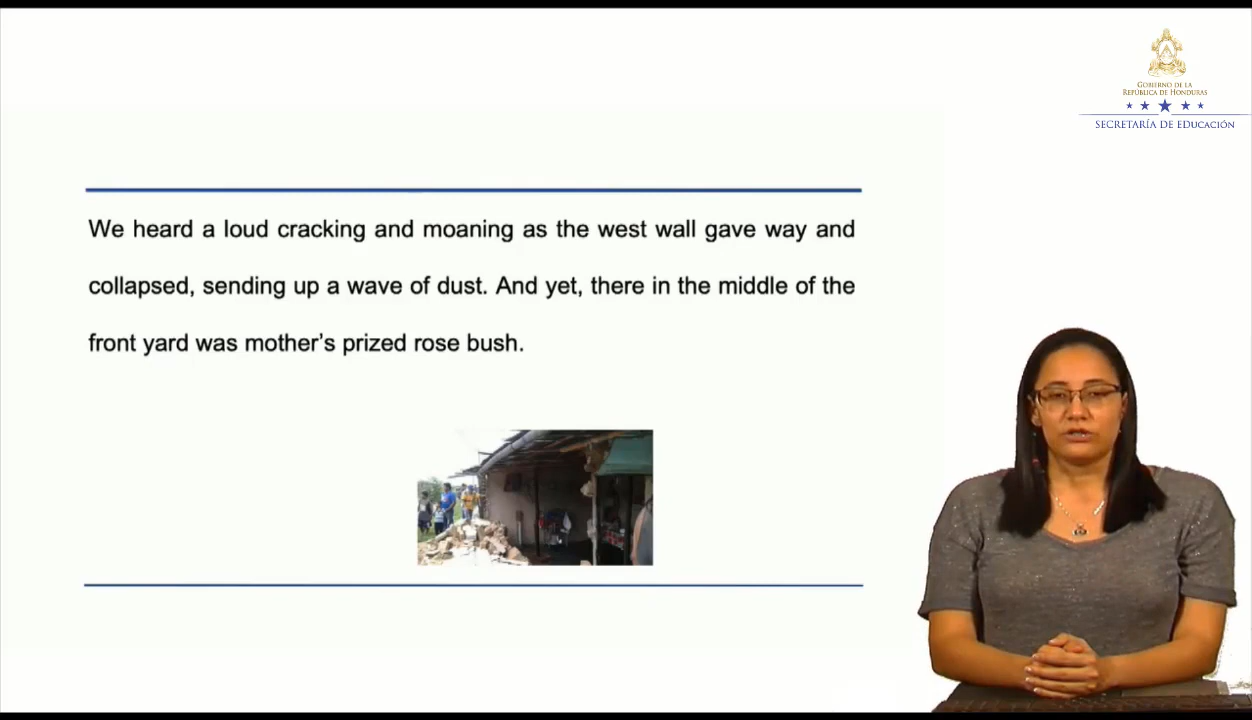 GOBIERNO DE LA
REPÚBLICA DE HONDURAS
SECRETARÍA DE EDUCACIÓN
We heard a loud cracking and moaning as the west wall gave way and
collapsed, sending up a wave of dust. And yet, there in the middle of the
front yard was mother’s prized rose bush.